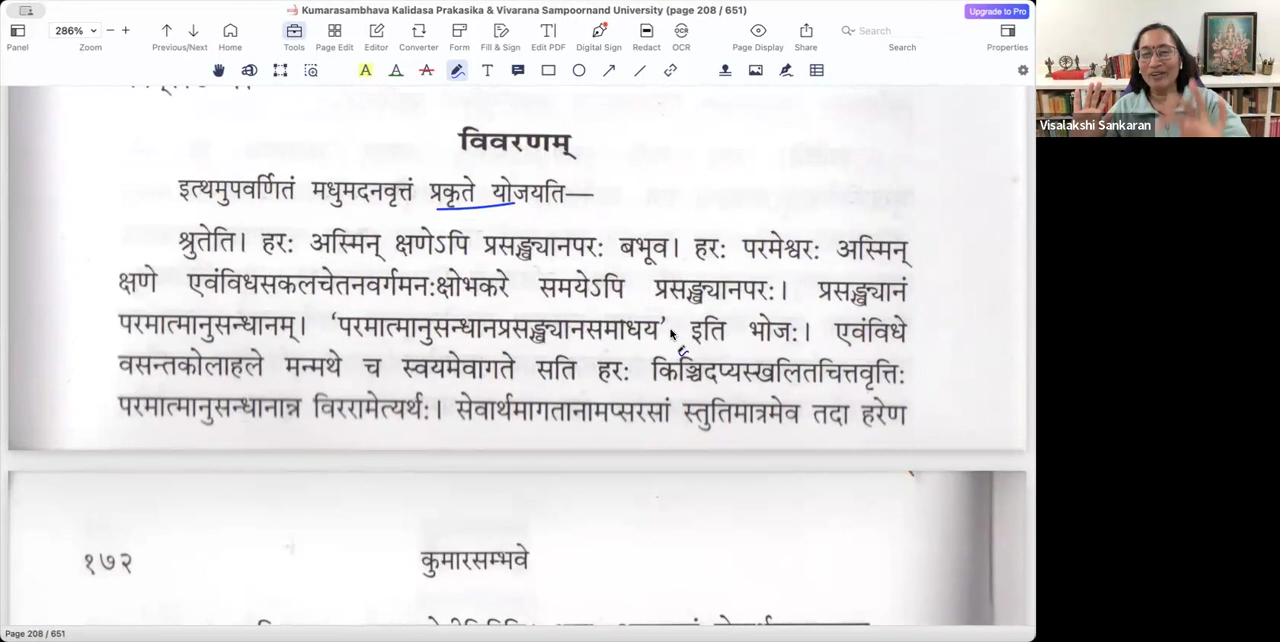 Kumarasambhava Kalidasa Prakasika & Vivarana Sampoornand University (page 208 / 651)
Upgrade to Pro
286%
Search
Panel Zoom Previous/Next Home Tools Page Edit Editor Converter Form Fill & Sign Edit PDF Digital Sign Redact OCR Page Display Share Search Properties
Visalakshi Sankaran
विवरणम्
इत्थमुपवर्णितं मधुमदनवृत्तं प्रकृते योजयति—
श्रुतेति। हरः अस्मिन् क्षणेऽपि प्रसङ्ख्यानपरः बभूव। हरः परमेश्वरः अस्मिन्
क्षणे एवंविधसकलचेतनवर्गमनःक्षोभकरे समयेऽपि प्रसङ्ख्यानपरः। प्रसङ्ख्यानं
परमात्मानुसन्धानम्। ‘परमात्मानुसन्धानप्रसङ्ख्यानसमाधय’ इति भोजः। एवंविधे
वसन्तकोलाहले मन्मथे च स्वयमेवागते सति हरः किञ्चिदप्यस्खलितचित्तवृत्तिः
परमात्मानुसन्धानान्न विररामेत्यर्थः। सेवार्थमागतानामप्सरसां स्तुतिमात्रमेव तदा हरेण
१७२ कुमारसम्भवे
Page 208 / 651